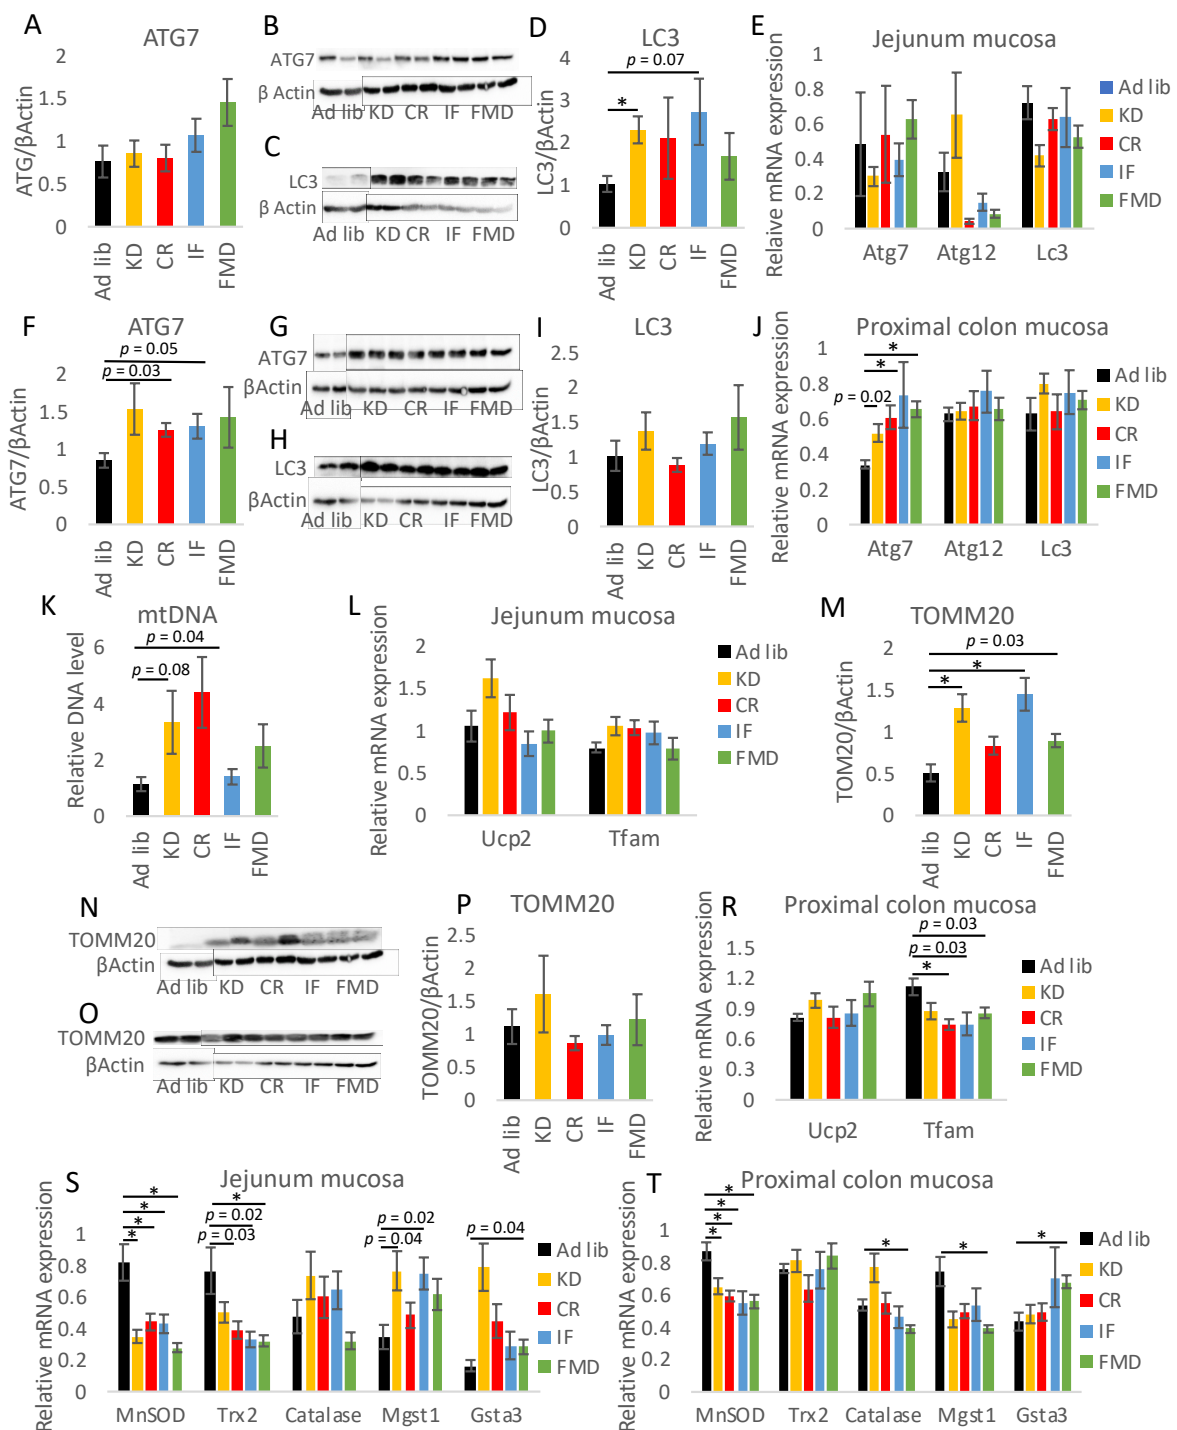 A
ATG7
ATG/βActin
2
1.5
1
0.5
0
Ad lib
KD
CR
IF
FMD
B
ATG7
β Actin
Ad lib KD CR IF FMD
C
LC3
β Actin
Ad lib KD CR IF FMD
D
LC3
LC3/βActin
4
3
2
1
0
p = 0.07
*
Ad lib
KD
CR
IF
FMD
E
Jejunum mucosa
Relaive mRNA expression
1
0.8
0.6
0.4
0.2
0
Atg7 Atg12 Lc3
Ad lib
KD
CR
IF
FMD
F
ATG7
ATG7/βActin
p = 0.05
p = 0.03
2
1.5
1
0.5
0
Ad lib
KD
CR
IF
FMD
G
ATG7
βActin
Ad lib KD CR IF FMD
H
LC3
βActin
Ad lib KD CR IF FMD
I
LC3
LC3/βActin
2.5
2
1.5
1
0.5
0
Ad lib
KD
CR
IF
FMD
J
Proximal colon mucosa
Relative mRNA expression
1
0.8
0.6
0.4
0.2
0
*
*
p = 0.02
Atg7 Atg12 Lc3
Ad lib
KD
CR
IF
FMD
K
mtDNA
Relative DNA level
6
4
2
0
p = 0.04
p = 0.08
Ad lib
KD
CR
IF
FMD
L
Jejunum mucosa
Relative mRNA expression
2
1.5
1
0.5
0
Ucp2 Tfam
Ad lib
KD
CR
IF
FMD
M
TOMM20
TOM20/βActin
2
1.5
1
0.5
0
p = 0.03
*
*
Ad lib
KD
CR
IF
FMD
N
TOMM20
βActin
Ad lib KD CR IF FMD
O
TOMM20
βActin
Ad lib KD CR IF FMD
P
TOMM20
TOMM20/βActin
2.5
2
1.5
1
0.5
0
Ad lib
KD
CR
IF
FMD
R
Proximal colon mucosa
Relative mRNA expression
1.5
1.2
0.9
0.6
0.3
0
p = 0.03
p = 0.03
*
Ucp2 Tfam
Ad lib
KD
CR
IF
FMD
S
Jejunum mucosa
Relative mRNA expression
1
0.8
0.6
0.4
0.2
0
*
*
*
*
*
p = 0.02
p = 0.03
p = 0.02
p = 0.04
p = 0.04
MnSOD Trx2 Catalase Mgst1 Gsta3
Ad lib
KD
CR
IF
FMD
T
Proximal colon mucosa
Relative mRNA expression
1
0.8
0.6
0.4
0.2
0
*
*
*
*
*
*
*
MnSOD Trx2 Catalase Mgst1 Gsta3
Ad lib
KD
CR
IF
FMD